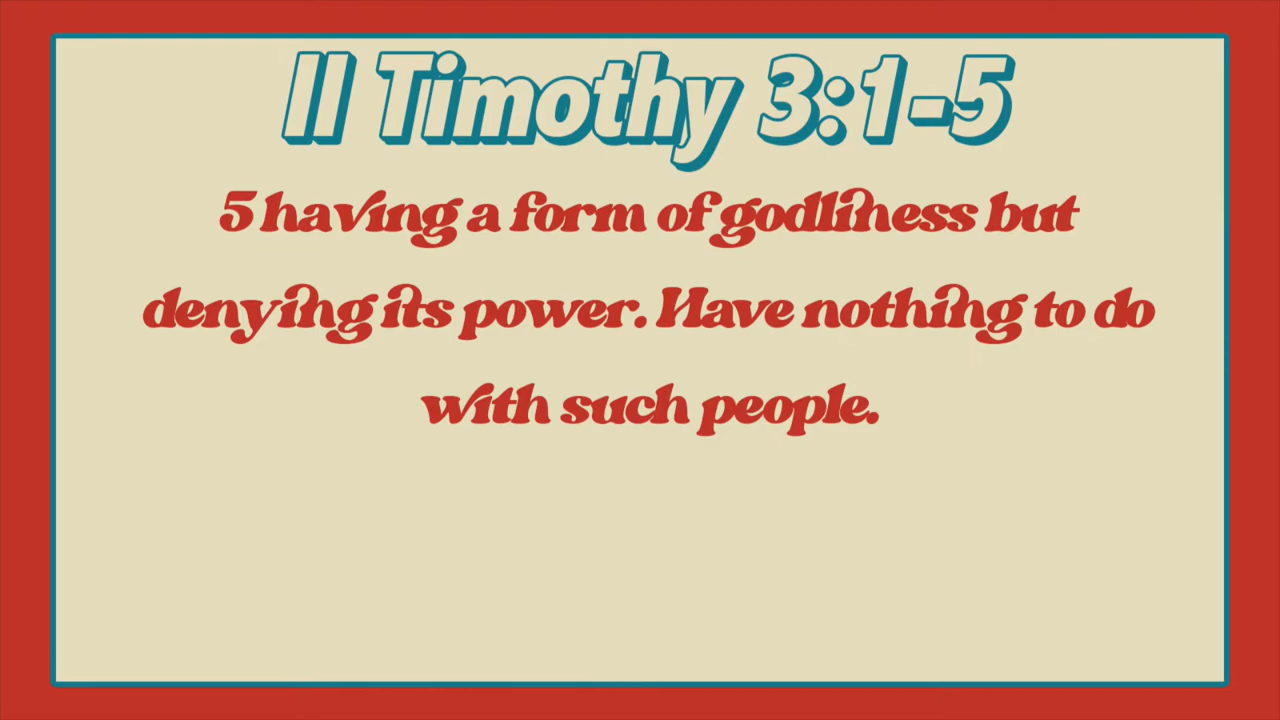 II Timothy 3:1-5
5 having a form of godliness but
denying its power. Have nothing to do
with such people.